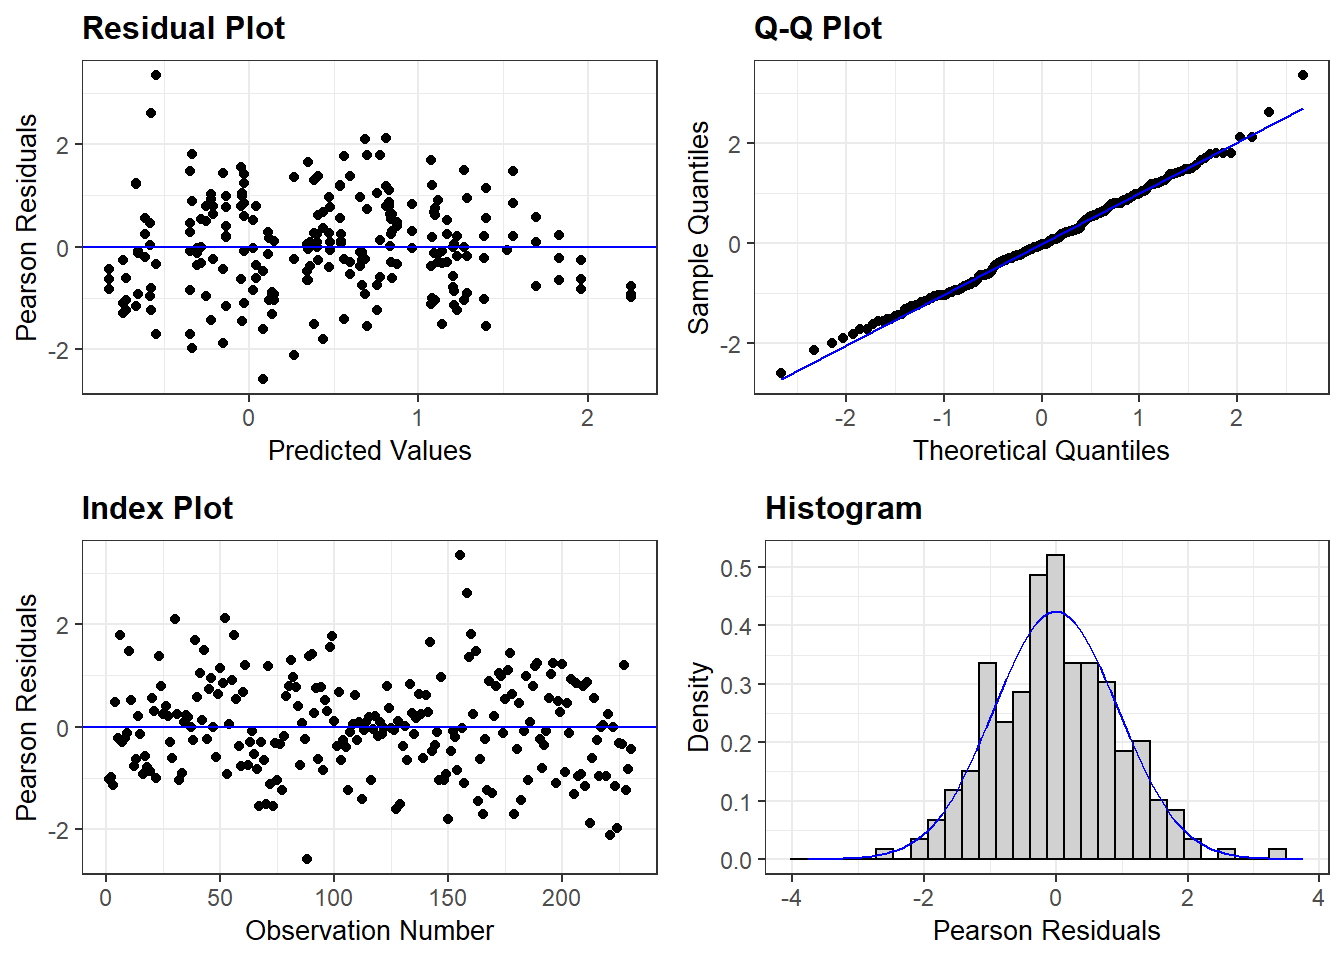 Residual Plot
Pearson Residuals
2
0
-2
0
1
2
Predicted Values
Q-Q Plot
Sample Quantiles
2
0
-2
-2
-1
0
1
2
Theoretical Quantiles
Index Plot
Pearson Residuals
2
0
-2
0
50
100
150
200
Observation Number
Histogram
Density
0.5
0.4
0.3
0.2
0.1
0.0
-4
-2
0
2
4
Pearson Residuals